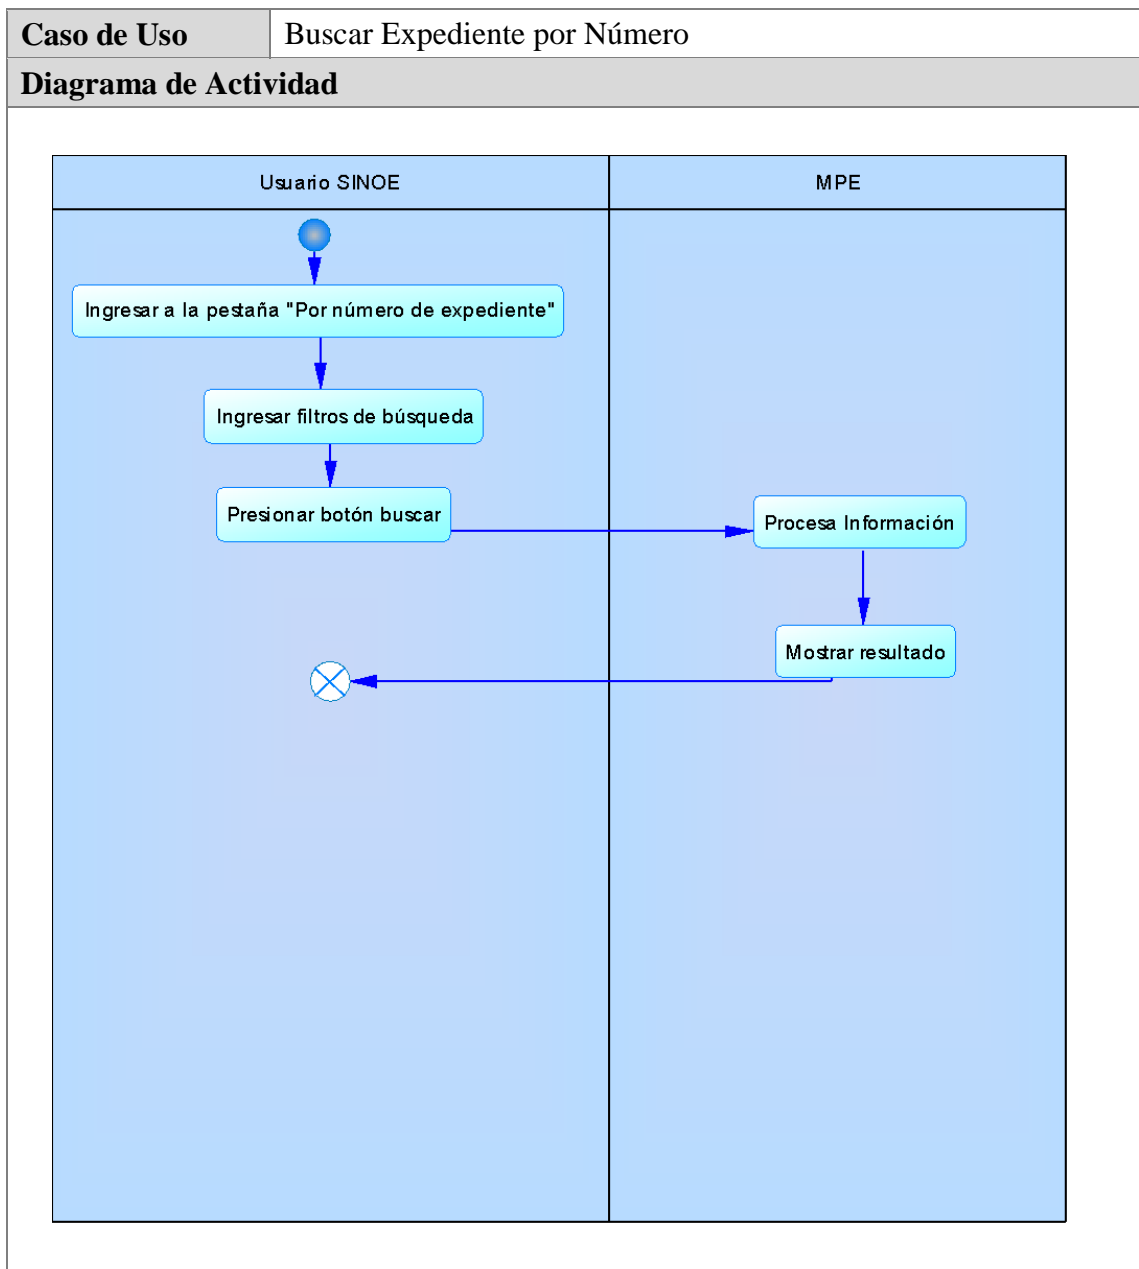 Caso de Uso
Buscar Expediente por Número
Diagrama de Actividad
Usuario SINOE
MPE
Ingresar a la pestaña "Por número de expediente"
Ingresar filtros de búsqueda
Presionar botón buscar
Procesa Información
Mostrar resultado